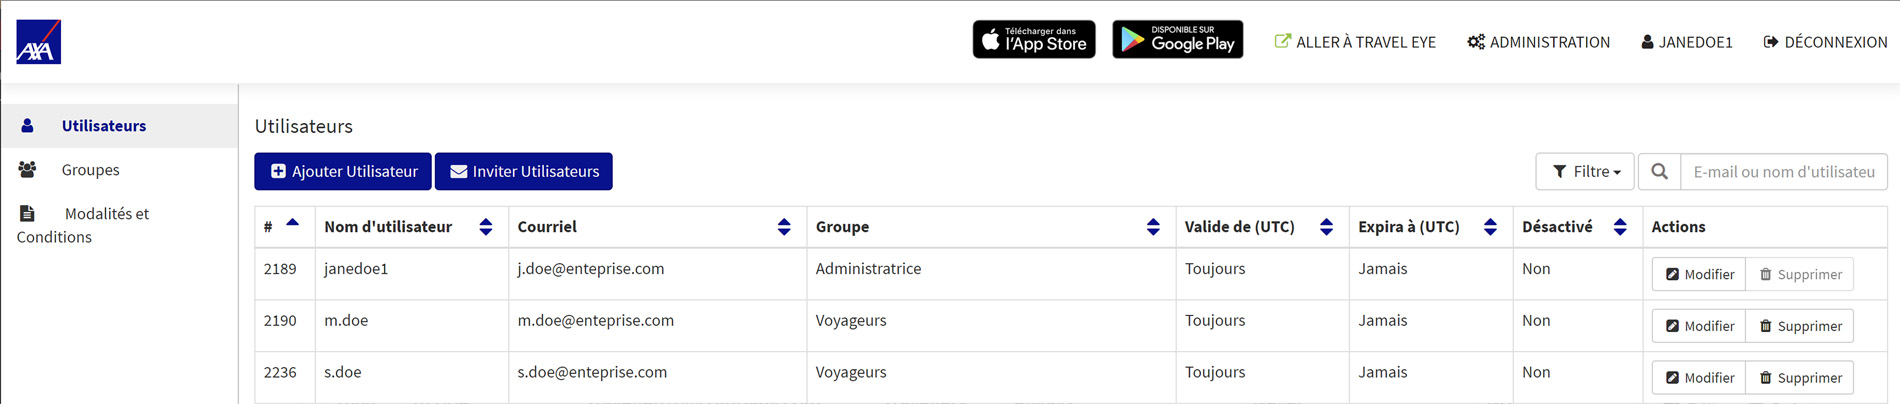 AXA
Télécharger dans l'App Store
DISPONIBLE SUR Google Play
ALLER À TRAVEL EYE
ADMINISTRATION
JANEDOE1
DÉCONNEXION
Utilisateurs
Groupes
Modalités et
Conditions
Utilisateurs
Ajouter Utilisateur
Inviter Utilisateurs
Filtre
E-mail ou nom d'utilisateu
# Nom d'utilisateur Courriel Groupe Valide de (UTC) Expira à (UTC) Désactivé Actions
2189 janedoe1 j.doe@enteprise.com Administratrice Toujours Jamais Non Modifier Supprimer
2190 m.doe m.doe@enteprise.com Voyageurs Toujours Jamais Non Modifier Supprimer
2236 s.doe s.doe@enteprise.com Voyageurs Toujours Jamais Non Modifier Supprimer